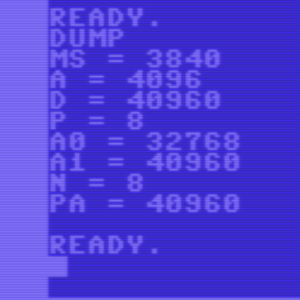 READY.
DUMP
MS = 3840
A = 4096
D = 40960
P = 8
A0 = 32768
A1 = 40960
N = 8
PA = 40960
READY.